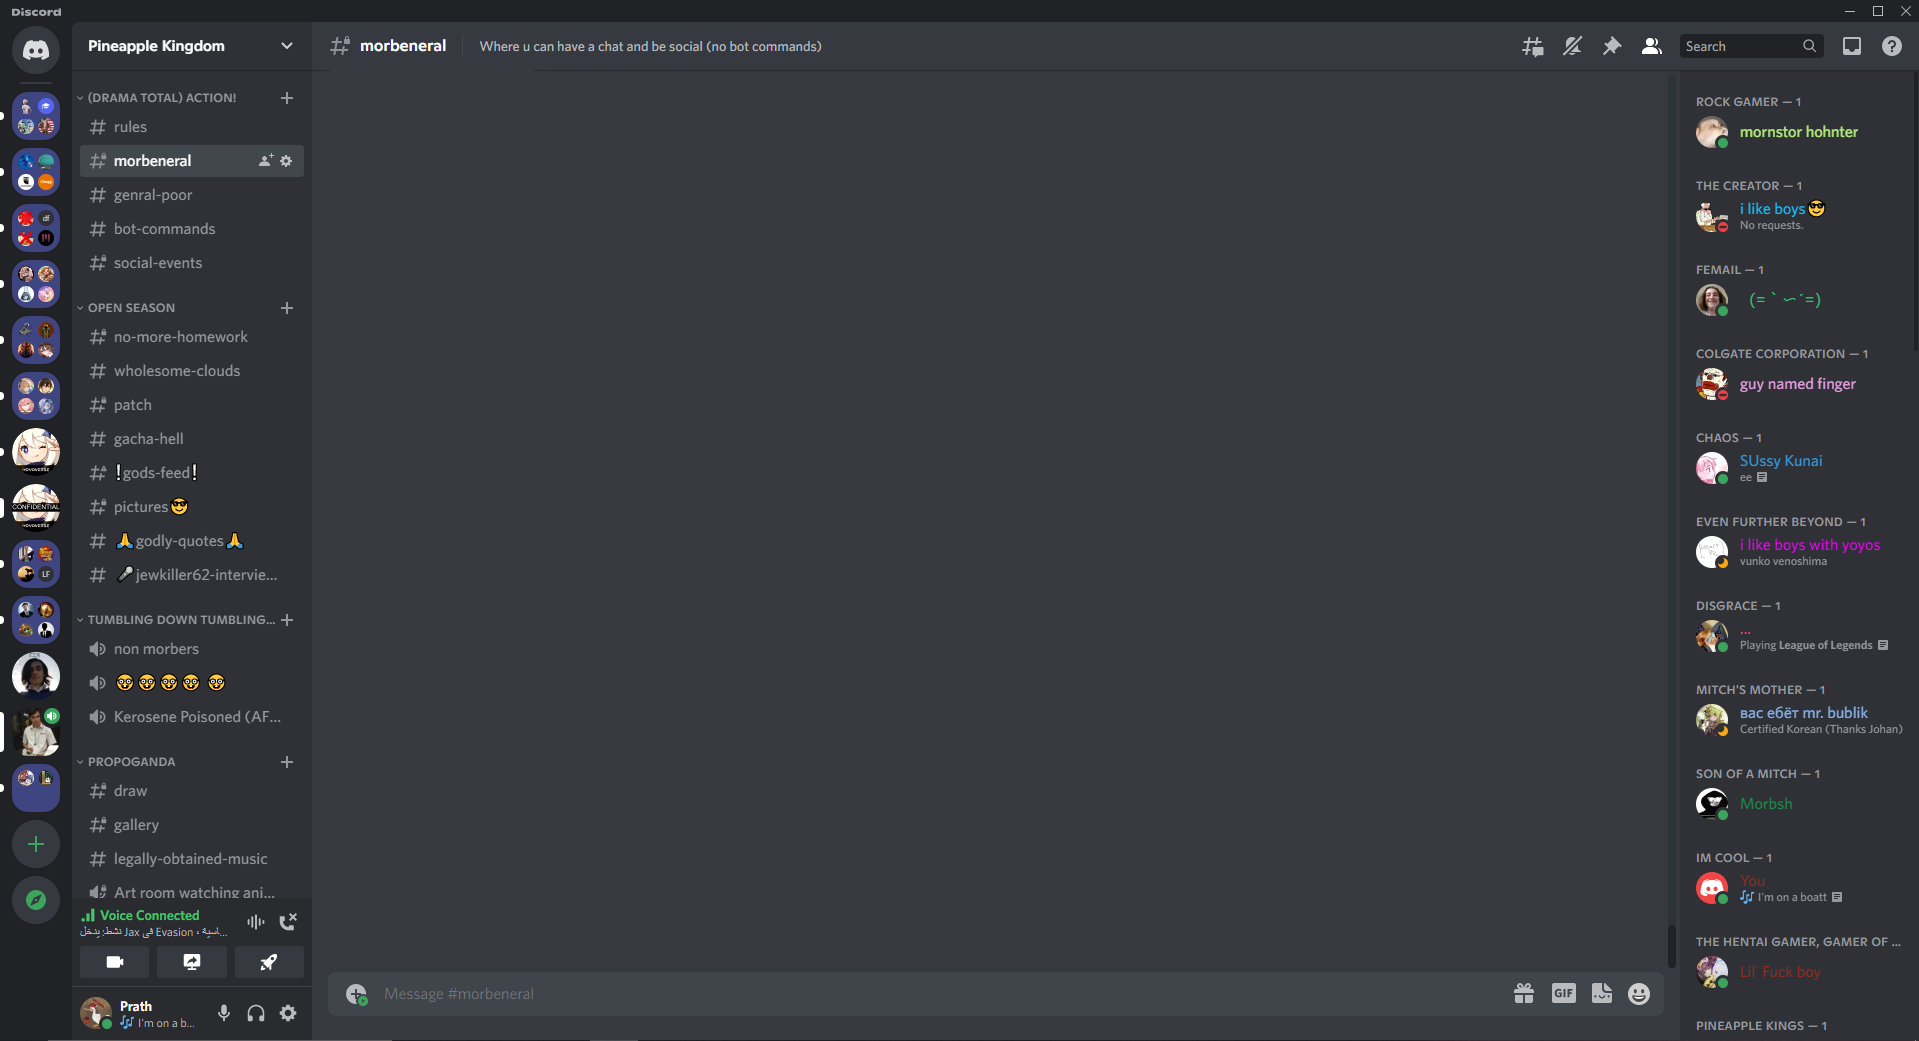 Discord
Pineapple Kingdom
morbeneral
Where u can have a chat and be social (no bot commands)
Search
(DRAMA TOTAL) ACTION!
rules
morbeneral
genral-poor
bot-commands
social-events
OPEN SEASON
no-more-homework
wholesome-clouds
patch
gacha-hell
❕gods-feed❕
pictures😎
🙏godly-quotes🙏
🎤jewkiller62-intervie...
TUMBLING DOWN TUMBLING...
non morbers
🤓 🤓 🤓 🤓 🤓
Kerosene Poisoned (AF...
PROPOGANDA
draw
gallery
legally-obtained-music
Art room watching ani...
Voice Connected
Prath
🎶 I'm on a b...
df
LF
CONFIDENTIAL
HOYOVERSE
Message #morbeneral
GIF
ROCK GAMER — 1
mornstor hohnter
THE CREATOR — 1
i like boys😎
No requests.
FEMAIL — 1
COLGATE CORPORATION — 1
guy named finger
CHAOS — 1
SUssy Kunai
ee
EVEN FURTHER BEYOND — 1
i like boys with yoyos
vunko venoshima
DISGRACE — 1
...
Playing League of Legends
MITCH'S MOTHER — 1
вас ебёт mr. bublik
Certified Korean (Thanks Johan)
SON OF A MITCH — 1
Morbsh
IM COOL — 1
You
🎶 I'm on a boatt
THE HENTAI GAMER, GAMER OF ...
Lil' Fuck boy
PINEAPPLE KINGS — 1